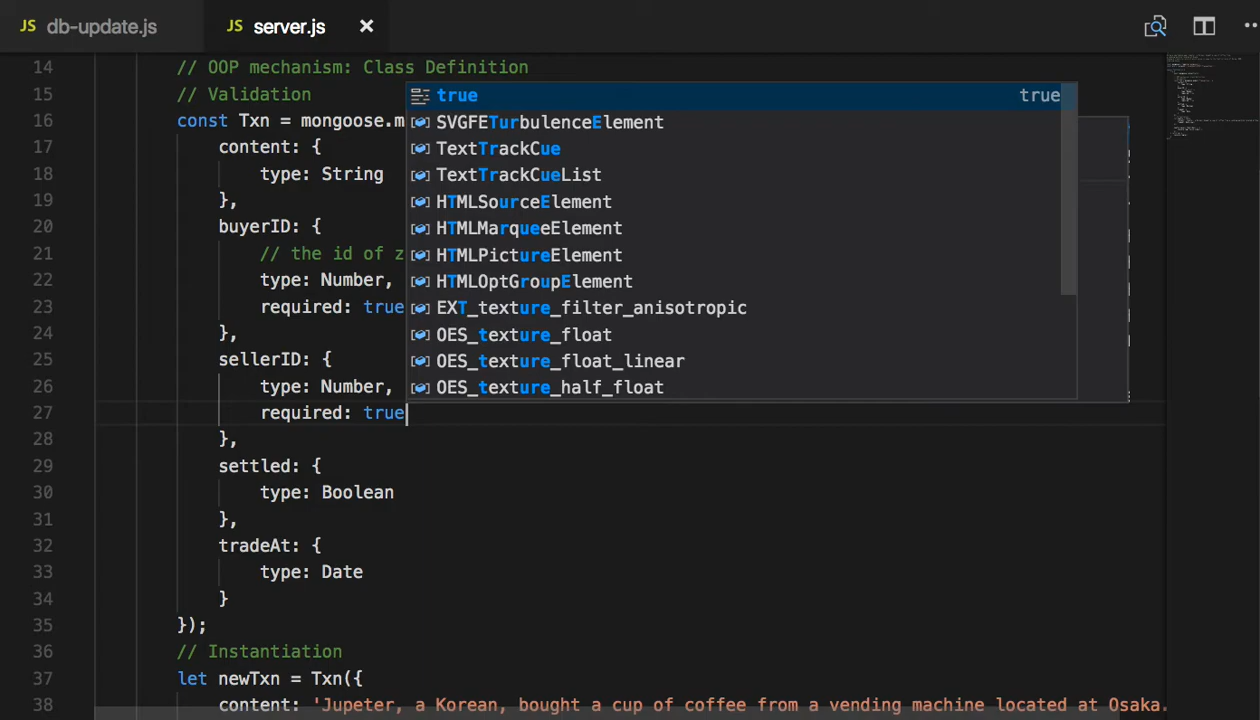 JS db-update.js JS server.js ×
14 // OOP mechanism: Class Definition
15 // Validation
16 const Txn = mongoose.m
17 content: {
18 type: String
19 },
20 buyerID: {
21 // the id of z
22 type: Number,
23 required: true
24 },
25 sellerID: {
26 type: Number,
27 required: true
28 },
29 settled: {
30 type: Boolean
31 },
32 tradeAt: {
33 type: Date
34 }
35 });
36 // Instantiation
37 let newTxn = Txn({
38 content: 'Jupeter, a Korean, bought a cup of coffee from a vending machine located at Osaka.
true true
SVGFETurbulenceElement
TextTrackCue
TextTrackCueList
HTMLSourceElement
HTMLMarqueeElement
HTMLPictureElement
HTMLOptGroupElement
EXT_texture_filter_anisotropic
OES_texture_float
OES_texture_float_linear
OES_texture_half_float